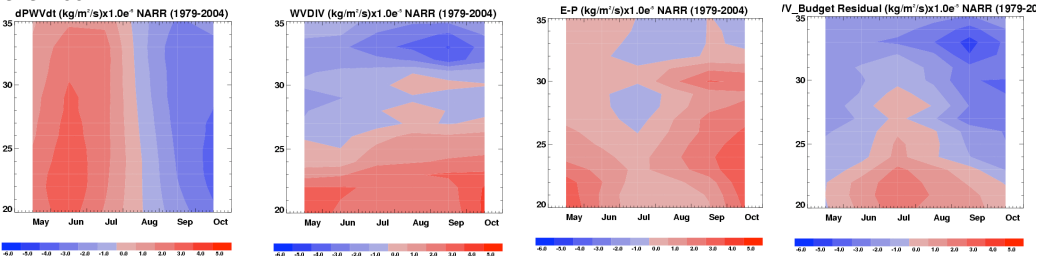 dPWVdt (kg/m²/s)x1.0e⁻⁵ NARR (1979-2004)
35
30
25
20
May Jun Jul Aug Sep Oct
-6.0 -5.0 -4.0 -3.0 -2.0 -1.0 0.0 1.0 2.0 3.0 4.0 5.0
WVDIV (kg/m²/s)x1.0e⁻⁵ NARR (1979-2004)
35
30
25
20
May Jun Jul Aug Sep Oct
-6.0 -5.0 -4.0 -3.0 -2.0 -1.0 0.0 1.0 2.0 3.0 4.0 5.0
E-P (kg/m²/s)x1.0e⁻⁵ NARR (1979-2004)
35
30
25
20
May Jun Jul Aug Sep Oct
-6.0 -5.0 -4.0 -3.0 -2.0 -1.0 0.0 1.0 2.0 3.0 4.0 5.0
/V_Budget Residual (kg/m²/s)x1.0e⁻⁵ NARR (1979-20
35
30
25
20
May Jun Jul Aug Sep Oct
-6.0 -5.0 -4.0 -3.0 -2.0 -1.0 0.0 1.0 2.0 3.0 4.0 5.0